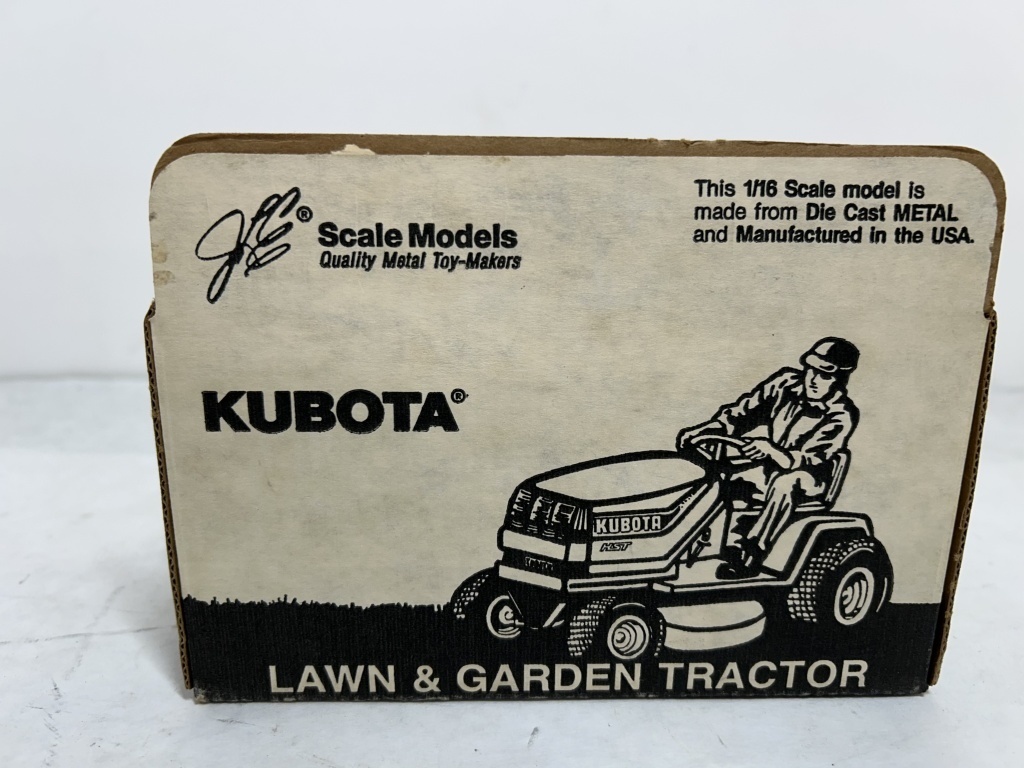 JLE®
Scale Models
Quality Metal Toy-Makers
This 1/16 Scale model is
made from Die Cast METAL
and Manufactured in the USA.
KUBOTA®
KUBOTA
HST
LAWN & GARDEN TRACTOR